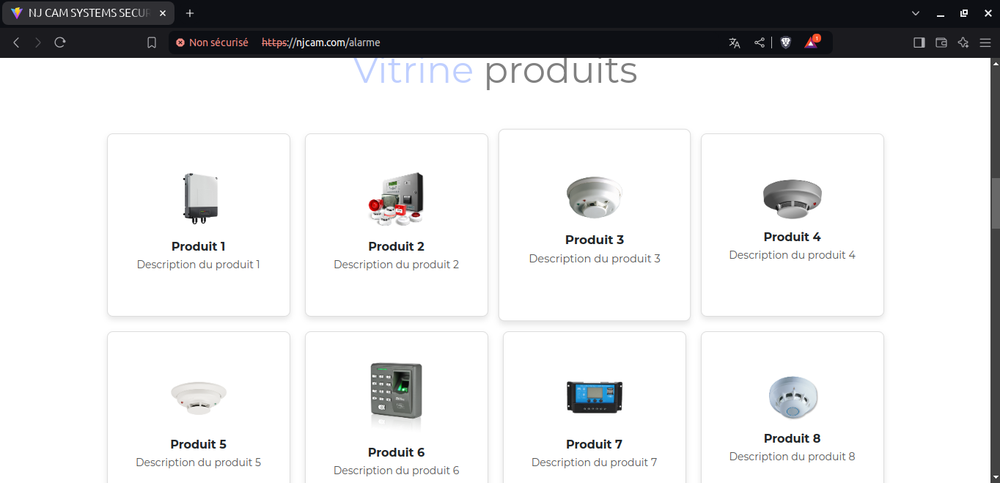 NJ CAM SYSTEMS SECUR
Non sécurisé https://njcam.com/alarme
1
Vitrine produits
Produit 1
Description du produit 1
Produit 2
Description du produit 2
Produit 3
Description du produit 3
Produit 4
Description du produit 4
Produit 5
Description du produit 5
Produit 6
Description du produit 6
Produit 7
Description du produit 7
Produit 8
Description du produit 8